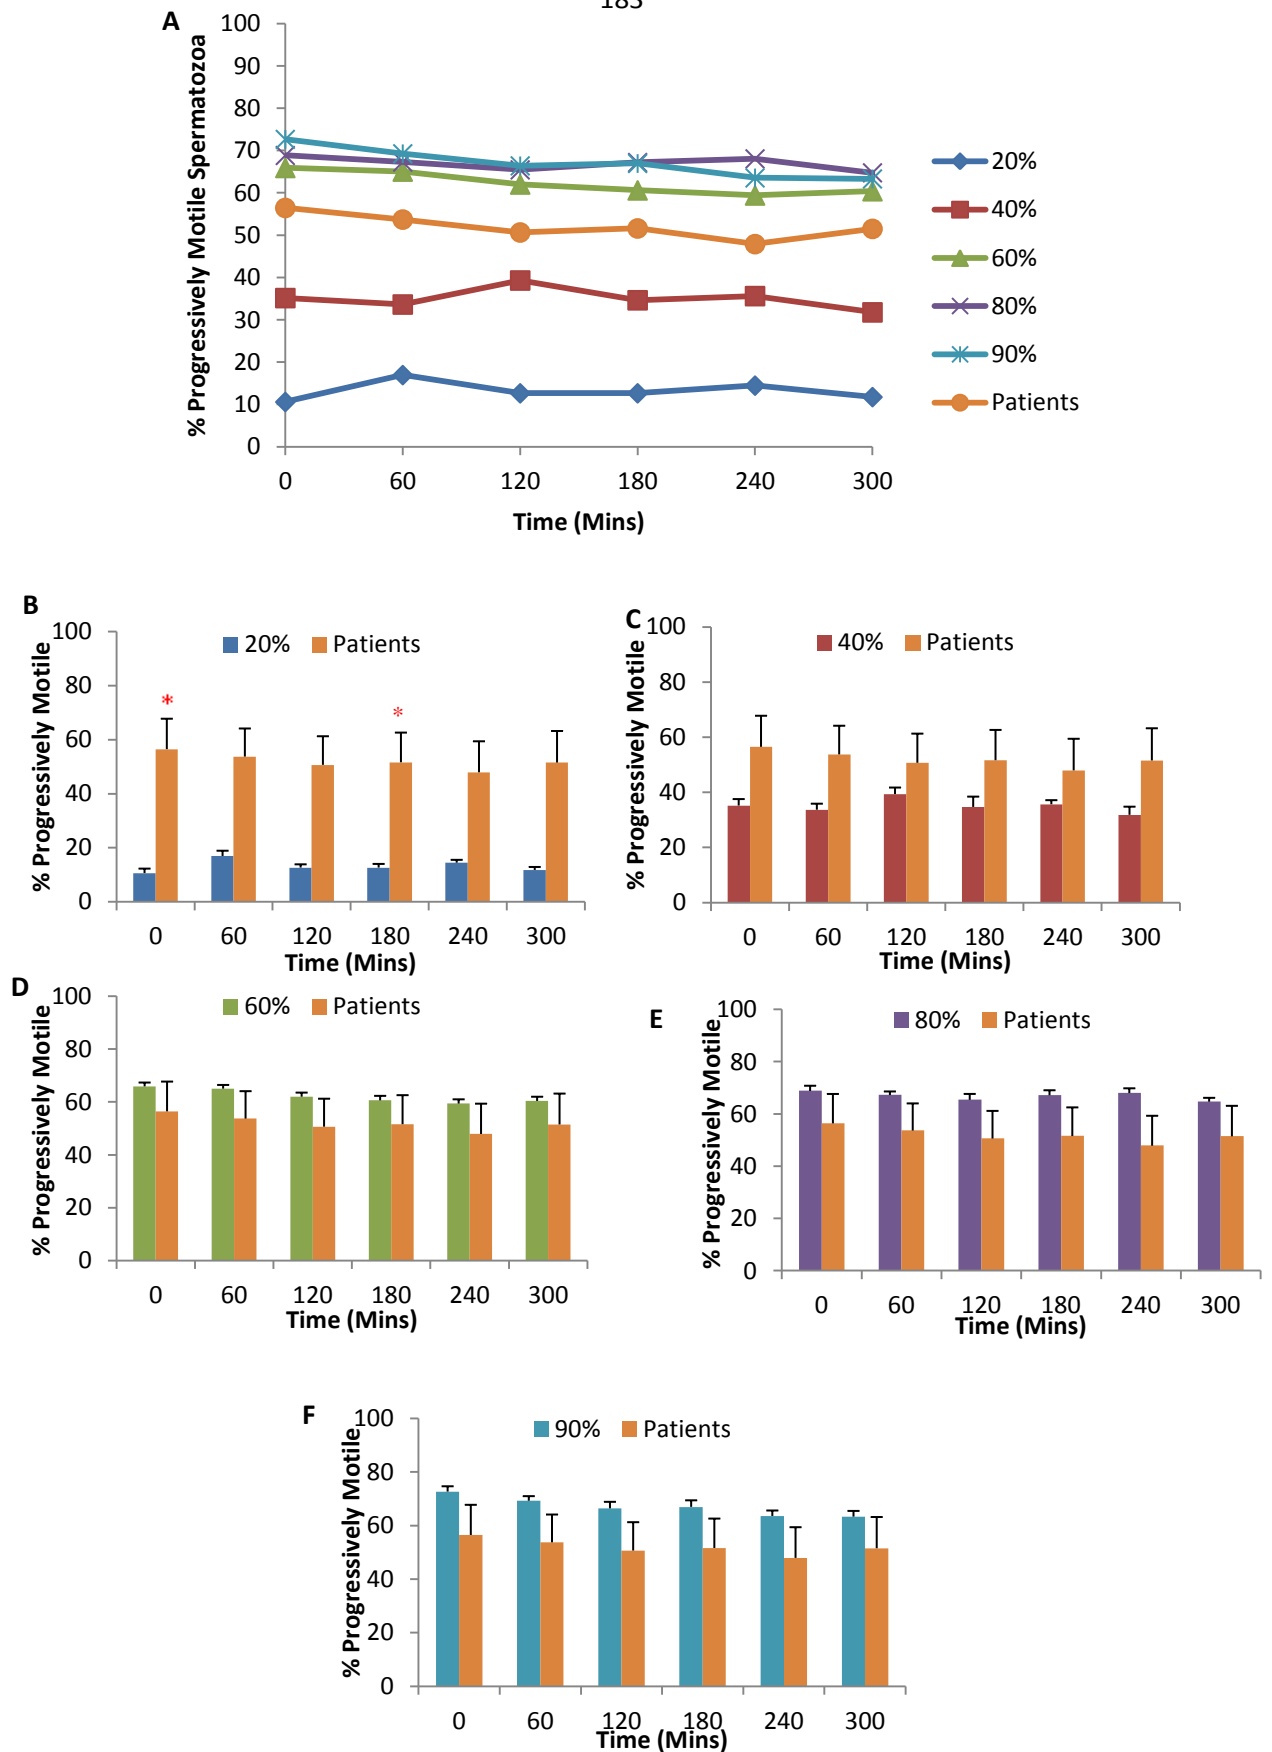 183
A
% Progressively Motile Spermatozoa
100
90
80
70
60
50
40
30
20
10
0
0 60 120 180 240 300
Time (Mins)
20%
40%
60%
80%
90%
Patients
B
% Progressively Motile
100
80
60
40
20
0
20% Patients
*
*
0 60 120 180 240 300
Time (Mins)
C
% Progressively Motile
100
80
60
40
20
0
40% Patients
0 60 120 180 240 300
Time (Mins)
D
% Progressively Motile
100
80
60
40
20
0
60% Patients
0 60 120 180 240 300
Time (Mins)
E
% Progressively Motile
100
80
60
40
20
0
80% Patients
0 60 120 180 240 300
Time (Mins)
F
% Progressively Motile
100
80
60
40
20
0
90% Patients
0 60 120 180 240 300
Time (Mins)